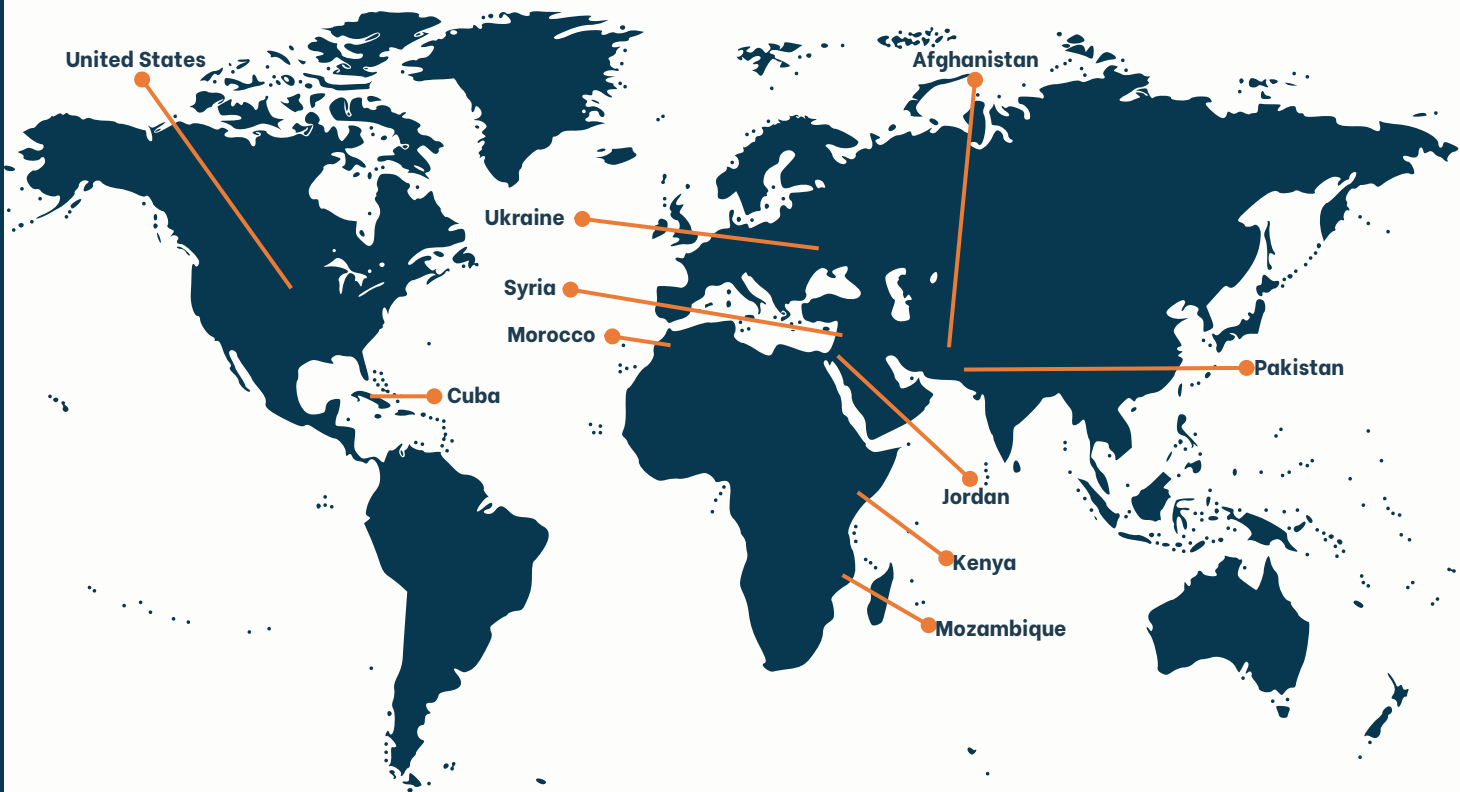 United States
Afghanistan
Ukraine
Syria
Morocco
Pakistan
Cuba
Jordan
Kenya
Mozambique